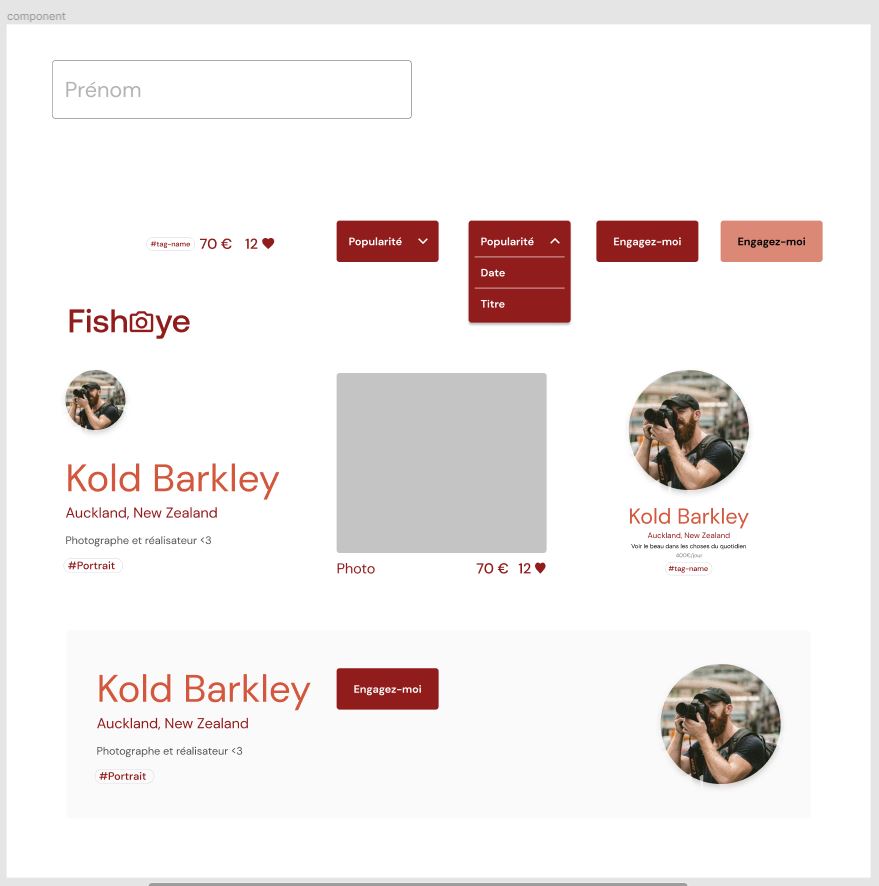 component
Prénom
#tag-name 70 € 12
Popularité
Popularité
Date
Titre
Engagez-moi
Engagez-moi
Fisheye
Kold Barkley
Auckland, New Zealand
Photographe et réalisateur <3
#Portrait
Photo 70 € 12
Kold Barkley
Auckland, New Zealand
Voir le beau dans les choses du quotidien
400€/jour
#tag-name
Kold Barkley
Auckland, New Zealand
Photographe et réalisateur <3
#Portrait
Engagez-moi